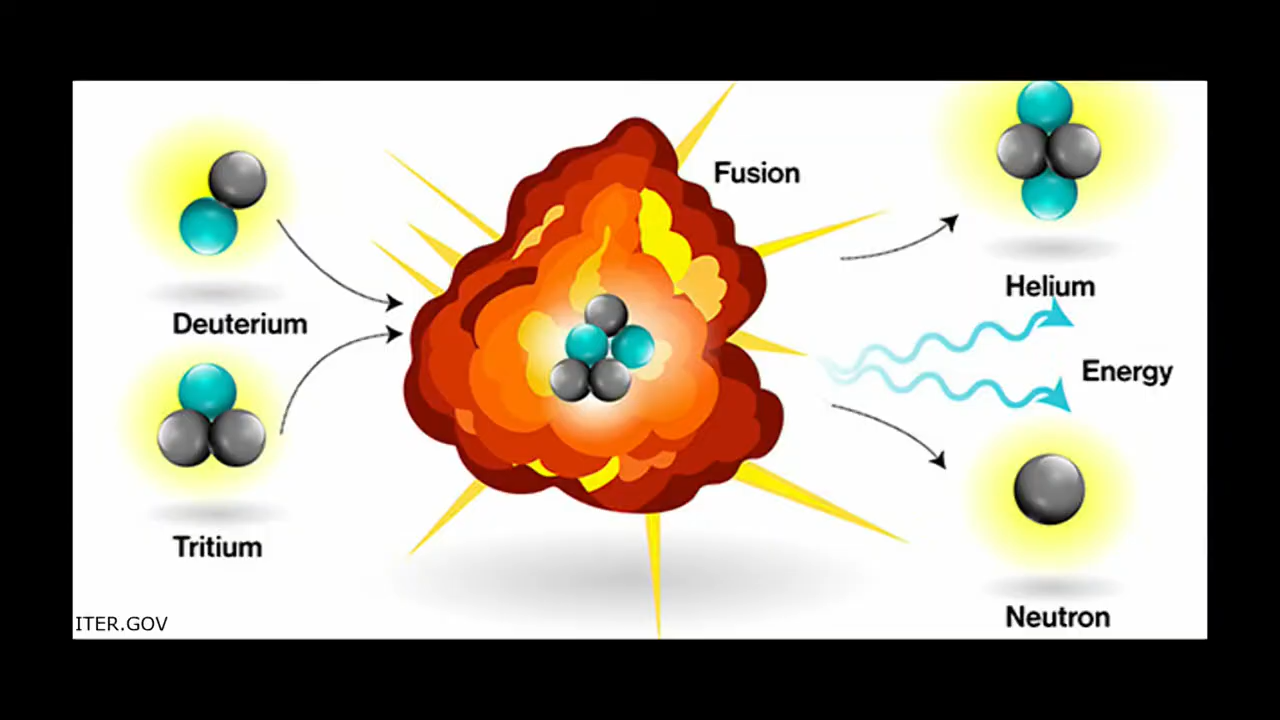 Fusion
Helium
Deuterium
Energy
Tritium
Neutron
ITER.GOV